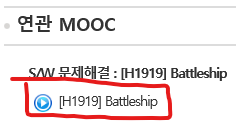 연관 MOOC
S/W 문제해결 : [H1919] Battleship
[H1919] Battleship